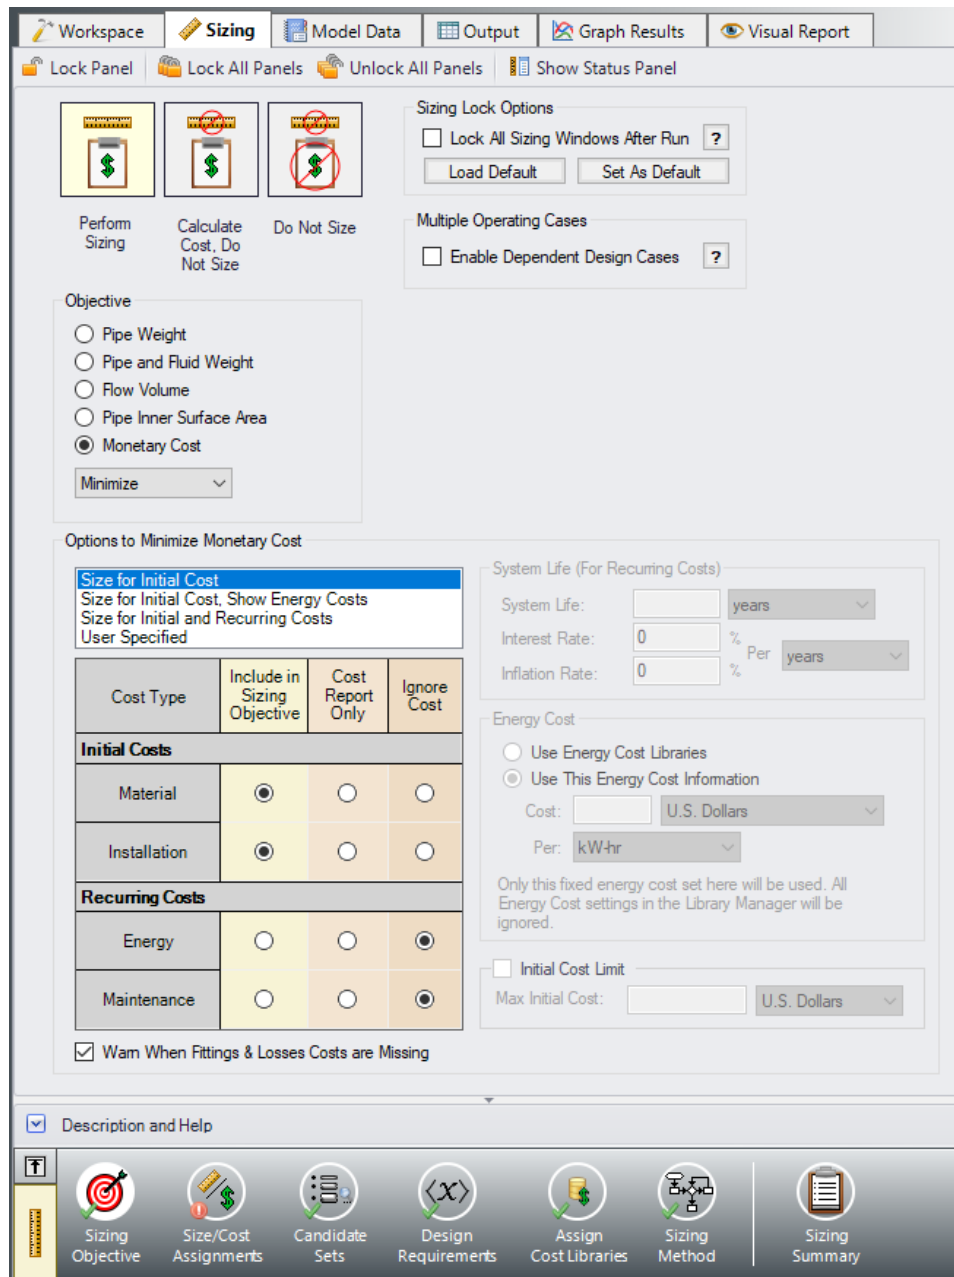 Workspace Sizing Model Data Output Graph Results Visual Report
Lock Panel Lock All Panels Unlock All Panels Show Status Panel
Perform
Sizing
Calculate
Cost, Do
Not Size
Do Not Size
Sizing Lock Options
Lock All Sizing Windows After Run ?
Load Default Set As Default
Multiple Operating Cases
Enable Dependent Design Cases ?
Objective
Pipe Weight
Pipe and Fluid Weight
Flow Volume
Pipe Inner Surface Area
Monetary Cost
Minimize
Options to Minimize Monetary Cost
Size for Initial Cost
Size for Initial Cost, Show Energy Costs
Size for Initial and Recurring Costs
User Specified
Cost Type
Include in
Sizing
Objective
Cost
Report
Only
Ignore
Cost
Initial Costs
Material
Installation
Recurring Costs
Energy
Maintenance
Warn When Fittings & Losses Costs are Missing
System Life (For Recurring Costs)
System Life: years
Interest Rate: 0 %
Per years
Inflation Rate: 0 %
Energy Cost
Use Energy Cost Libraries
Use This Energy Cost Information
Cost: U.S. Dollars
Per: kW-hr
Only this fixed energy cost set here will be used. All
Energy Cost settings in the Library Manager will be
ignored.
Initial Cost Limit
Max Initial Cost: U.S. Dollars
Description and Help
Sizing
Objective
Size/Cost
Assignments
Candidate
Sets
Design
Requirements
Assign
Cost Libraries
Sizing
Method
Sizing
Summary